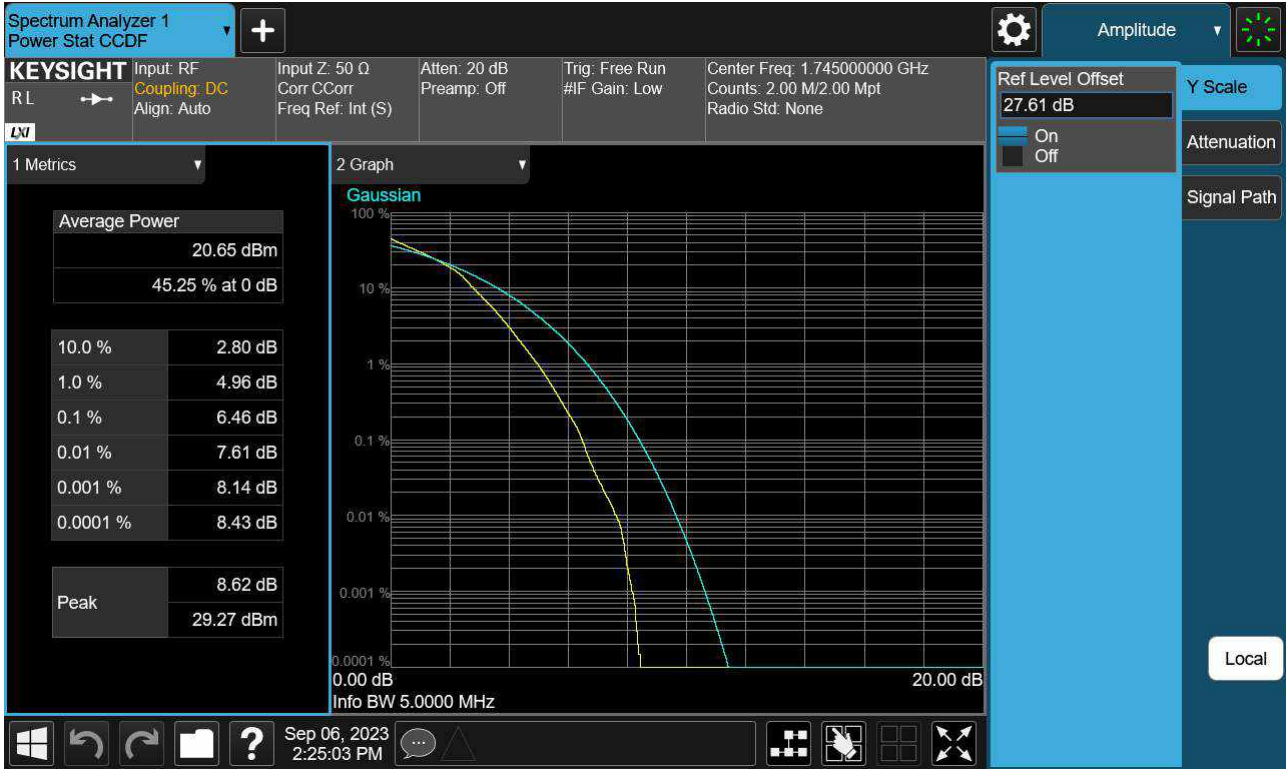 Spectrum Analyzer 1
Power Stat CCDF
▼
+
Amplitude
▼
KEYSIGHT
RL
LXI
Input: RF
Coupling: DC
Align: Auto
Input Z: 50 Ω
Corr CCorr
Freq Ref: Int (S)
Atten: 20 dB
Preamp: Off
Trig: Free Run
#IF Gain: Low
Center Freq: 1.745000000 GHz
Counts: 2.00 M/2.00 Mpt
Radio Std: None
Ref Level Offset
27.61 dB
On
Off
Y Scale
Attenuation
Signal Path
1 Metrics
▼
Average Power
20.65 dBm
45.25 % at 0 dB
10.0 % 2.80 dB
1.0 % 4.96 dB
0.1 % 6.46 dB
0.01 % 7.61 dB
0.001 % 8.14 dB
0.0001 % 8.43 dB
Peak
8.62 dB
29.27 dBm
2 Graph
▼
Gaussian
100 %
10 %
1 %
0.1 %
0.01 %
0.001 %
0.0001 %
0.00 dB
20.00 dB
Info BW 5.0000 MHz
Local
?
Sep 06, 2023
2:25:03 PM